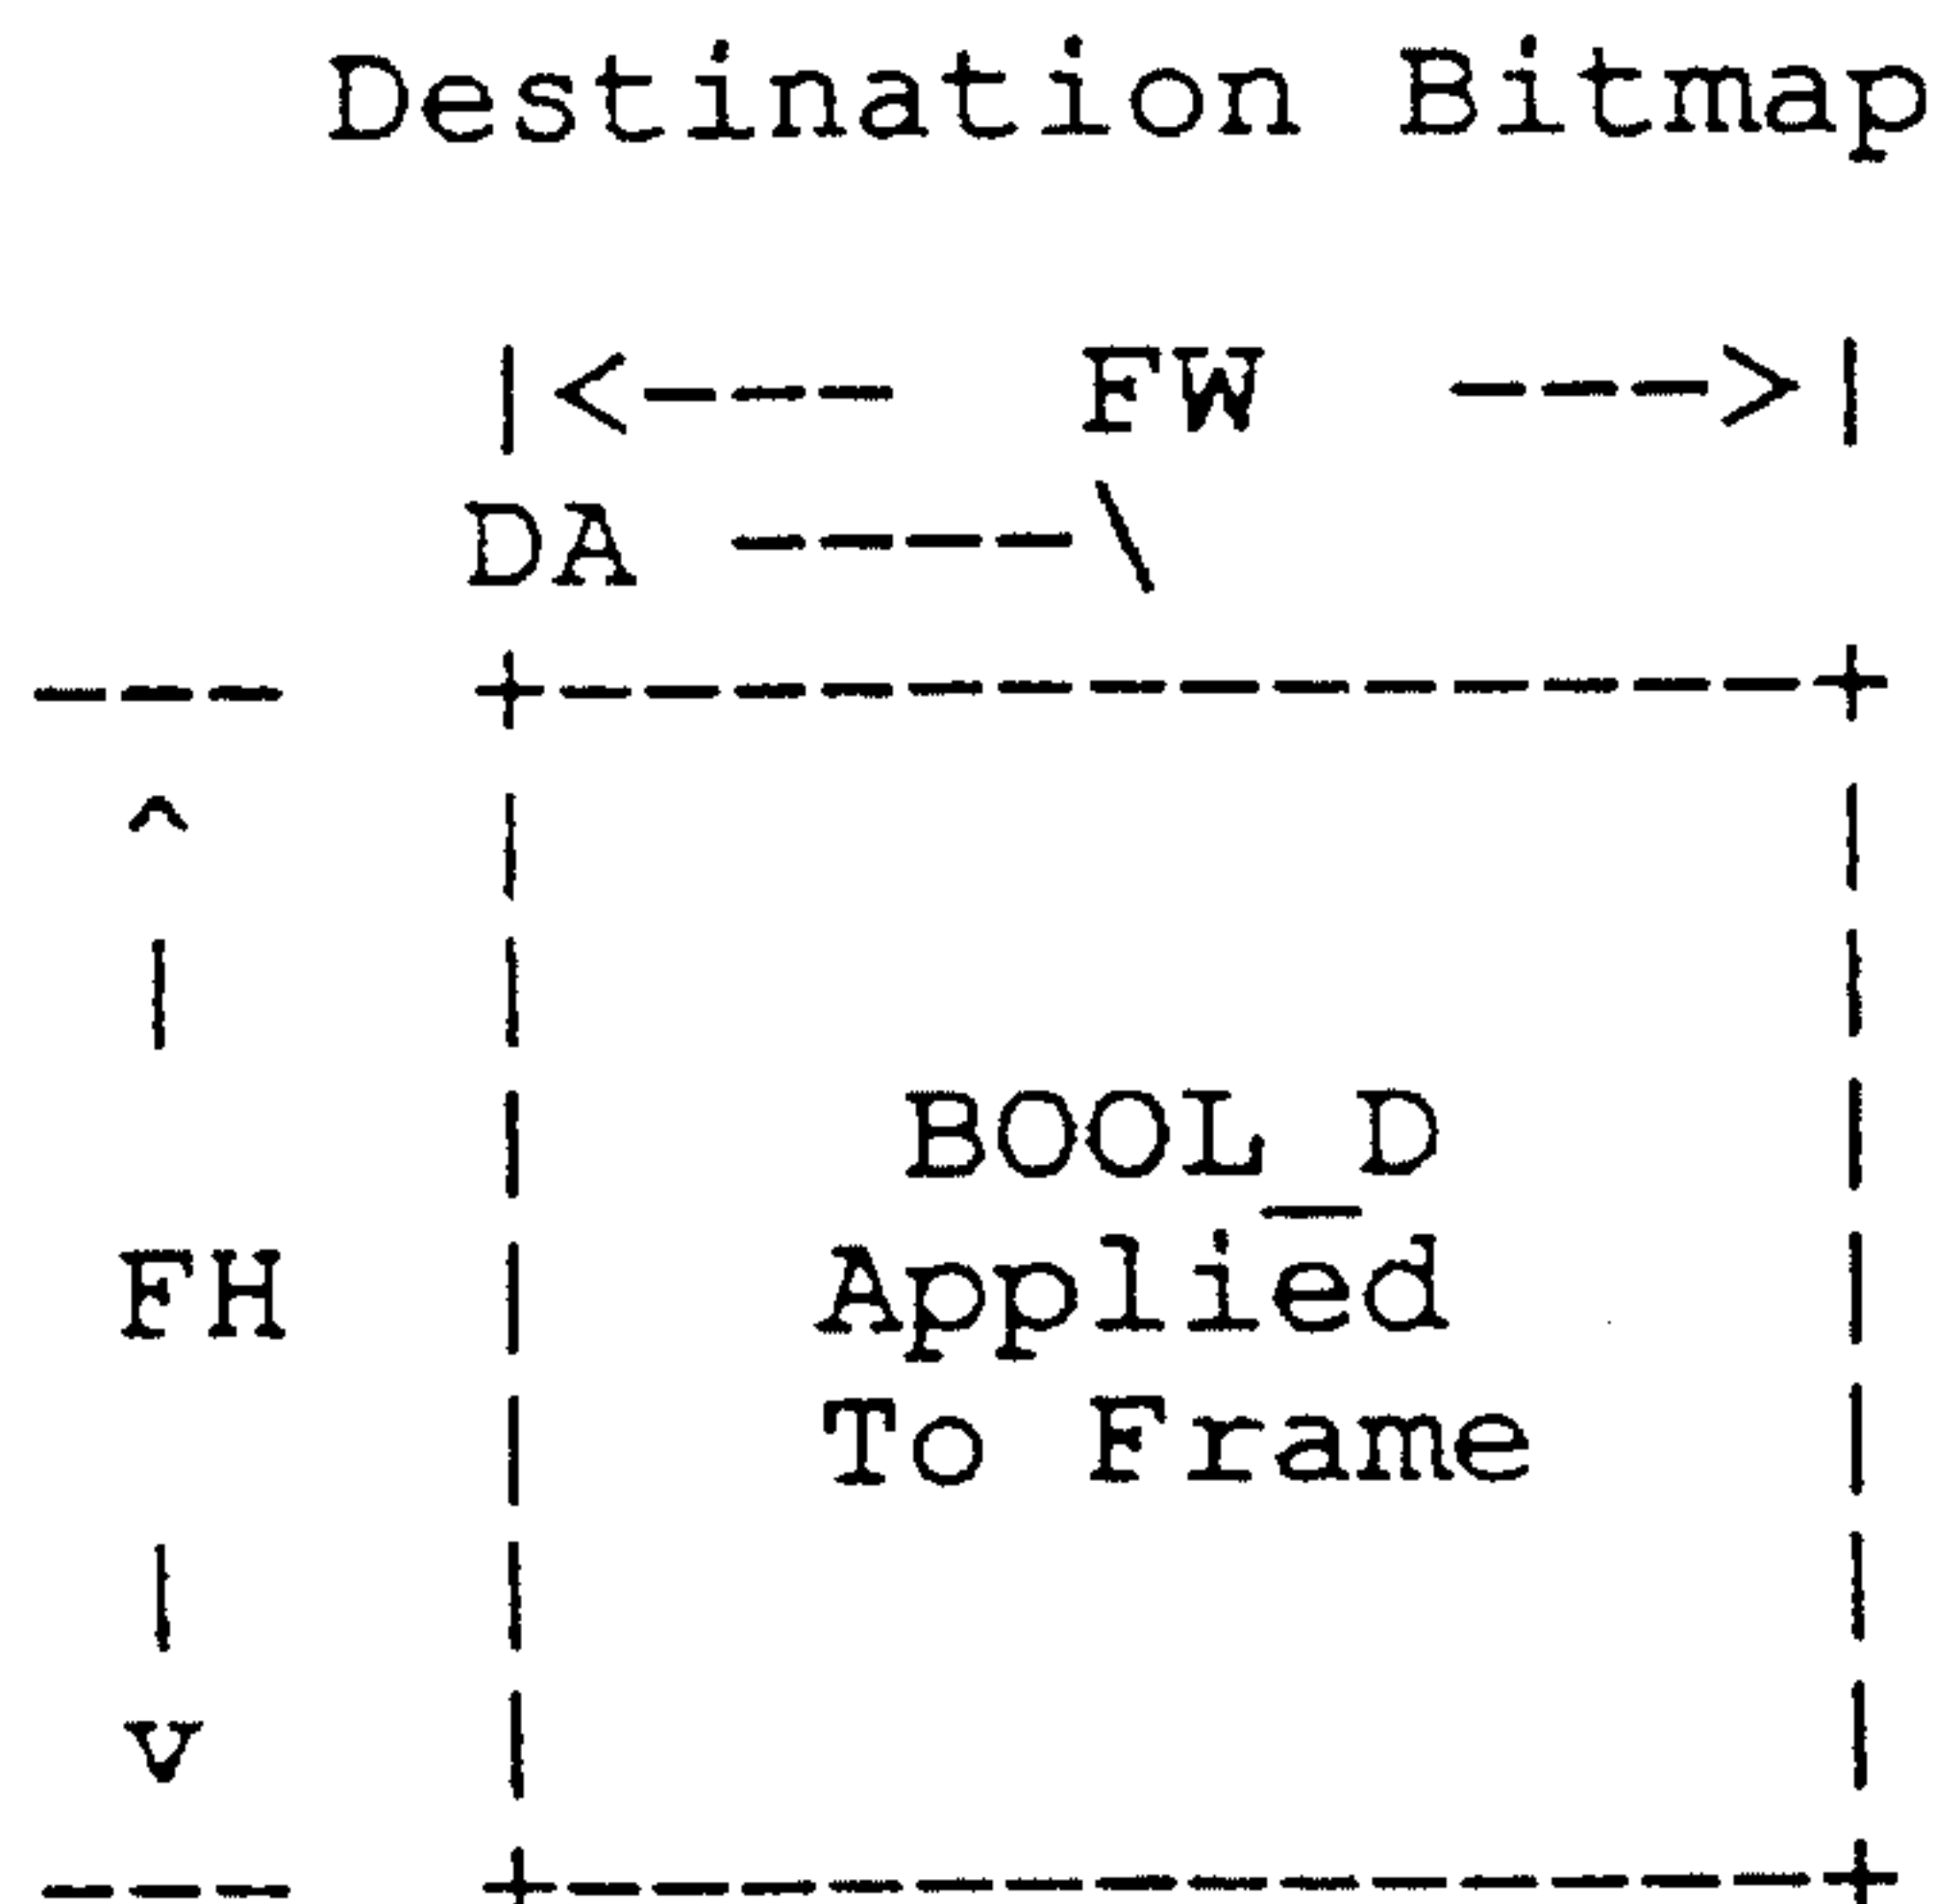 Destination Bitmap
|<--- FW --->|
DA ----\
--- +--------------+
^ | |
| | |
| BOOL_D |
FH | Applied |
| To Frame |
| | |
v | |
--- +--------------+